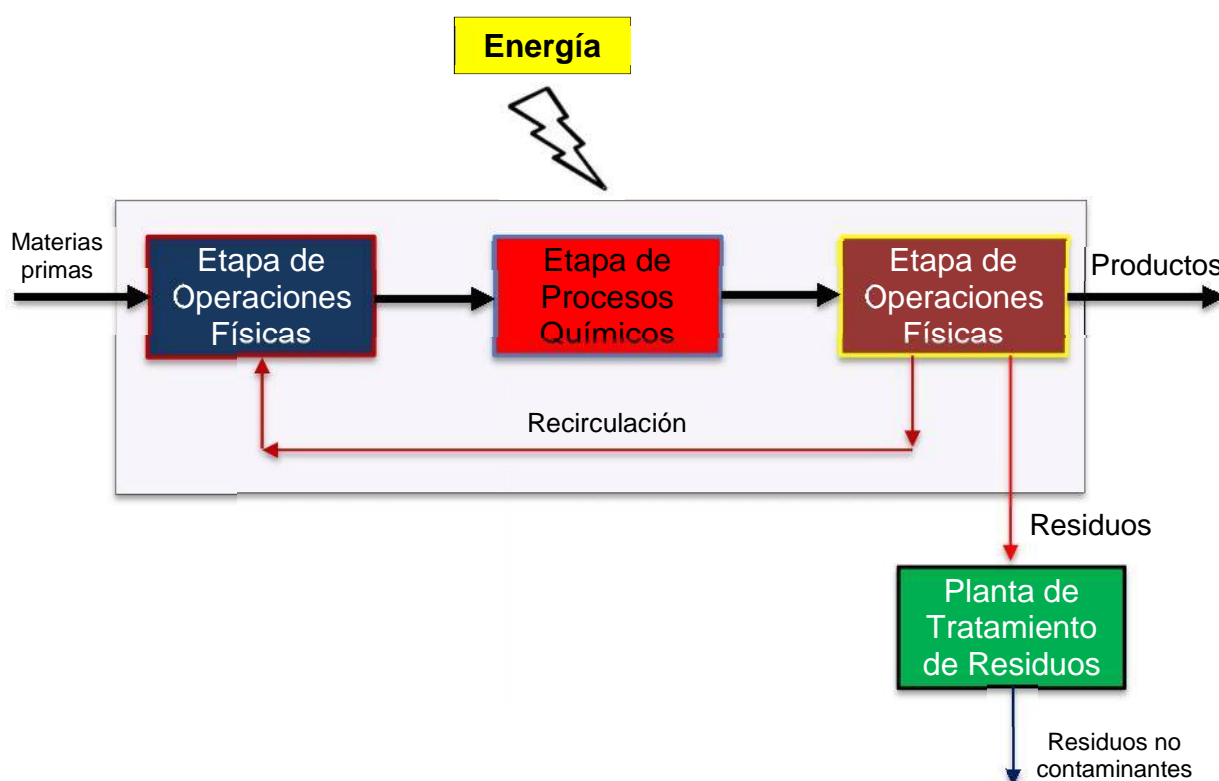 Energía
Materias
primas
Etapa de
Operaciones
Físicas
Etapa de
Procesos
Químicos
Etapa de
Operaciones
Físicas
Productos
Recirculación
Residuos
Planta de
Tratamiento
de Residuos
Residuos no
contaminantes